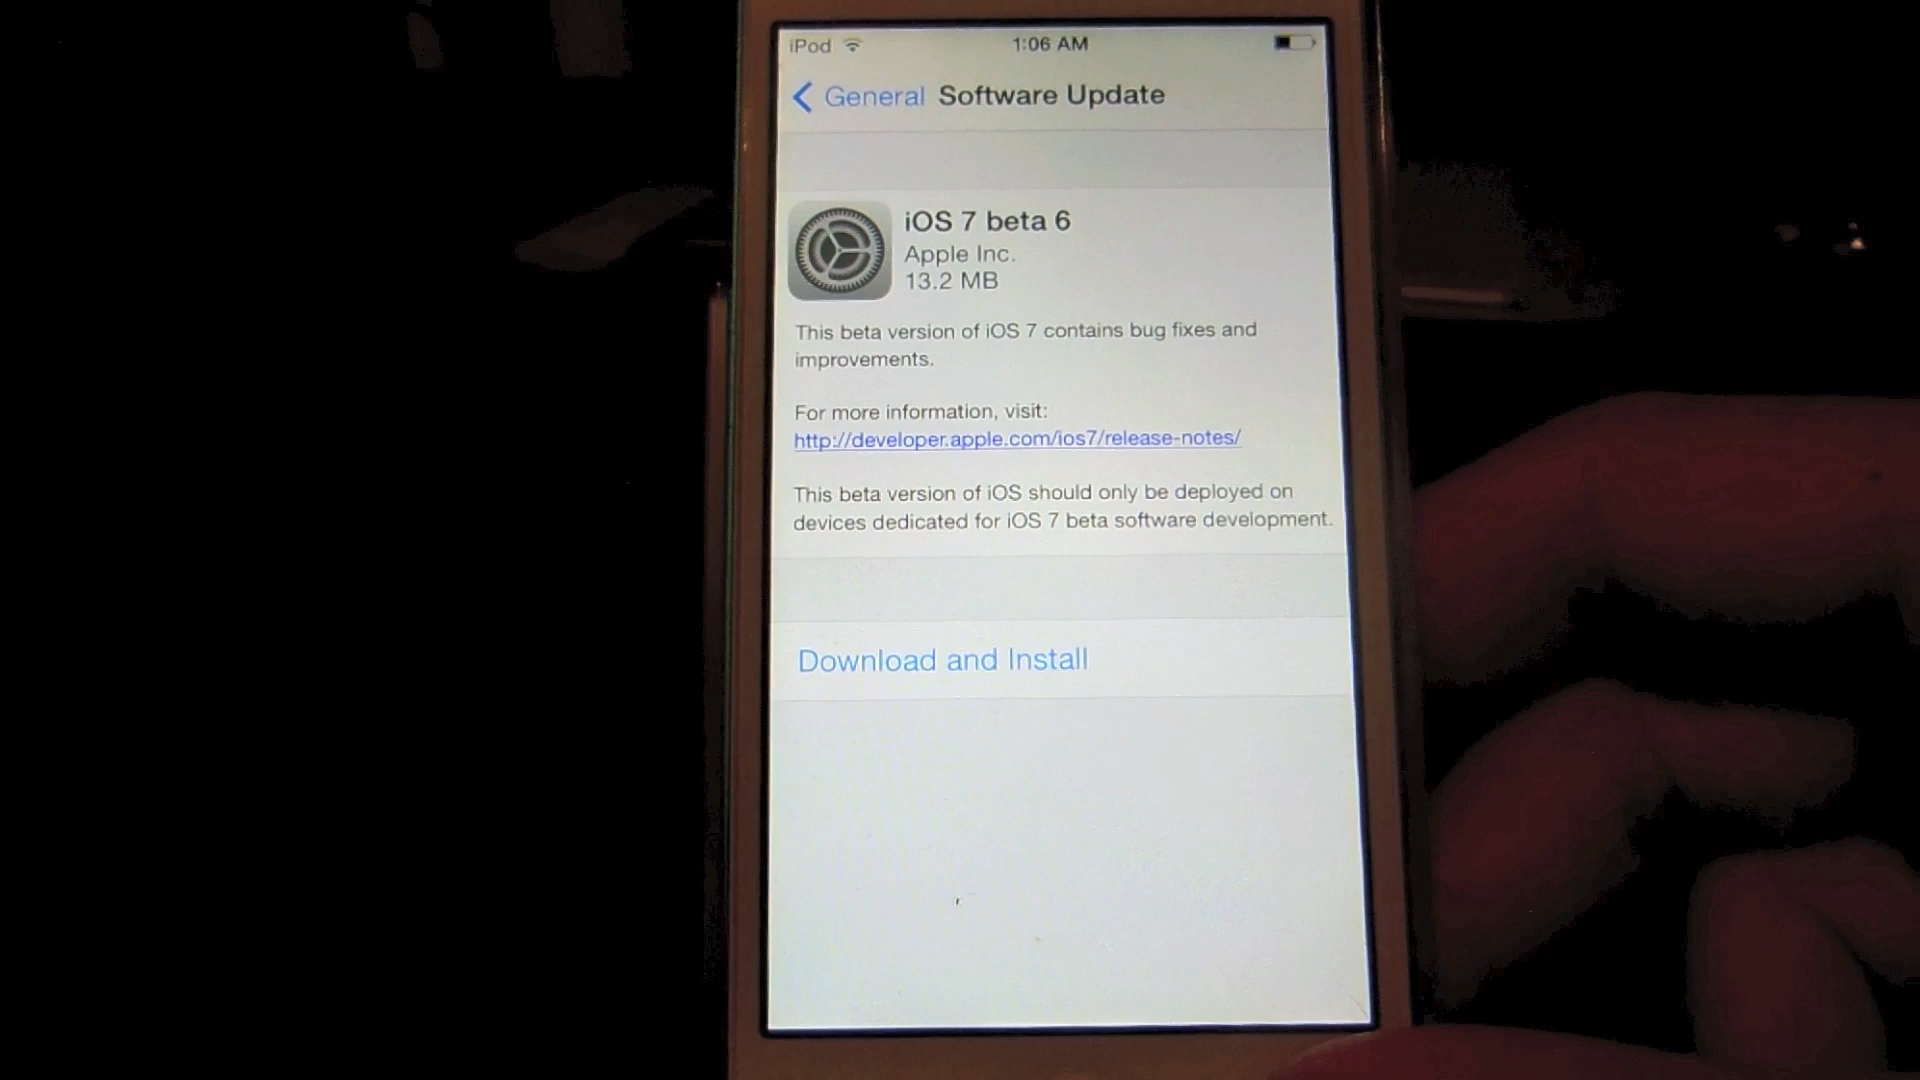 iPod 1:06 AM
General Software Update
iOS 7 beta 6
Apple Inc.
13.2 MB
This beta version of iOS 7 contains bug fixes and
improvements.
For more information, visit:
http://developer.apple.com/ios7/release-notes/
This beta version of iOS should only be deployed on
devices dedicated for iOS 7 beta software development.
Download and Install